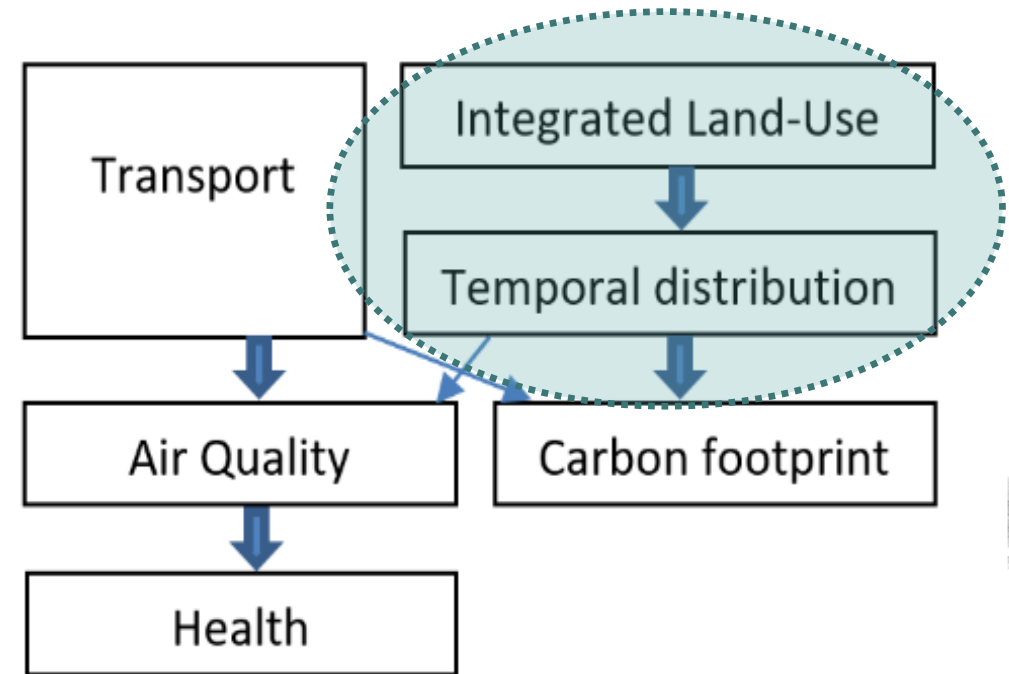 Transport
Integrated Land-Use
Temporal distribution
Air Quality
Carbon footprint
Health